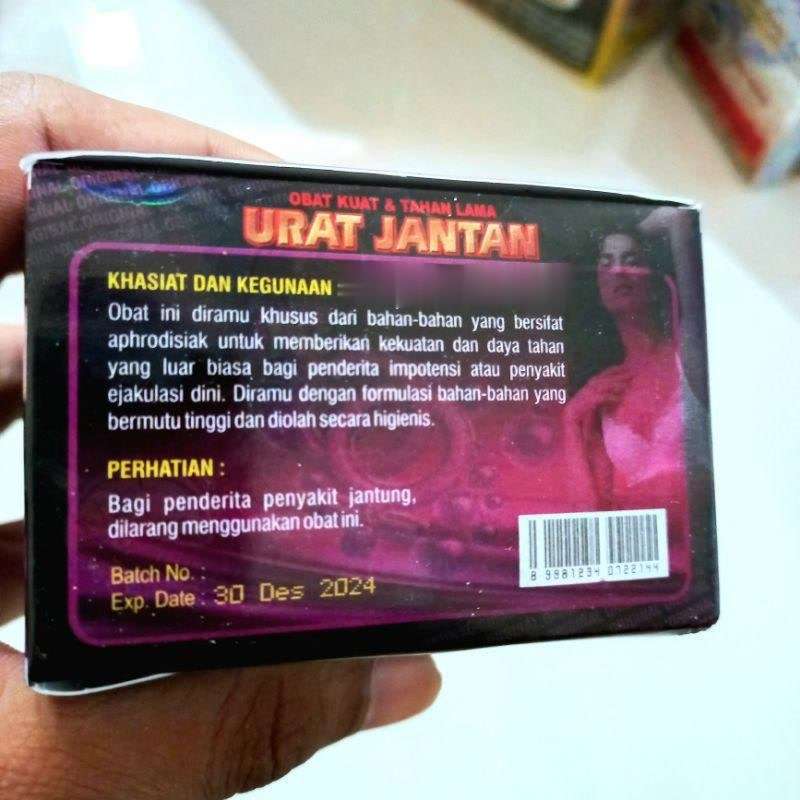 OBAT KUAT & TAHAN LAMA
URAT JANTAN
KHASIAT DAN KEGUNAAN :
Obat ini diramu khusus dari bahan-bahan yang bersifat
aphrodisiak untuk memberikan kekuatan dan daya tahan
yang luar biasa bagi penderita impotensi atau penyakit
ejakulasi dini. Diramu dengan formulasi bahan-bahan yang
bermutu tinggi dan diolah secara higienis.
PERHATIAN :
Bagi penderita penyakit jantung,
dilarang menggunakan obat ini.
Batch No. :
Exp. Date : 30 Des 2024
8 9981234 0722144